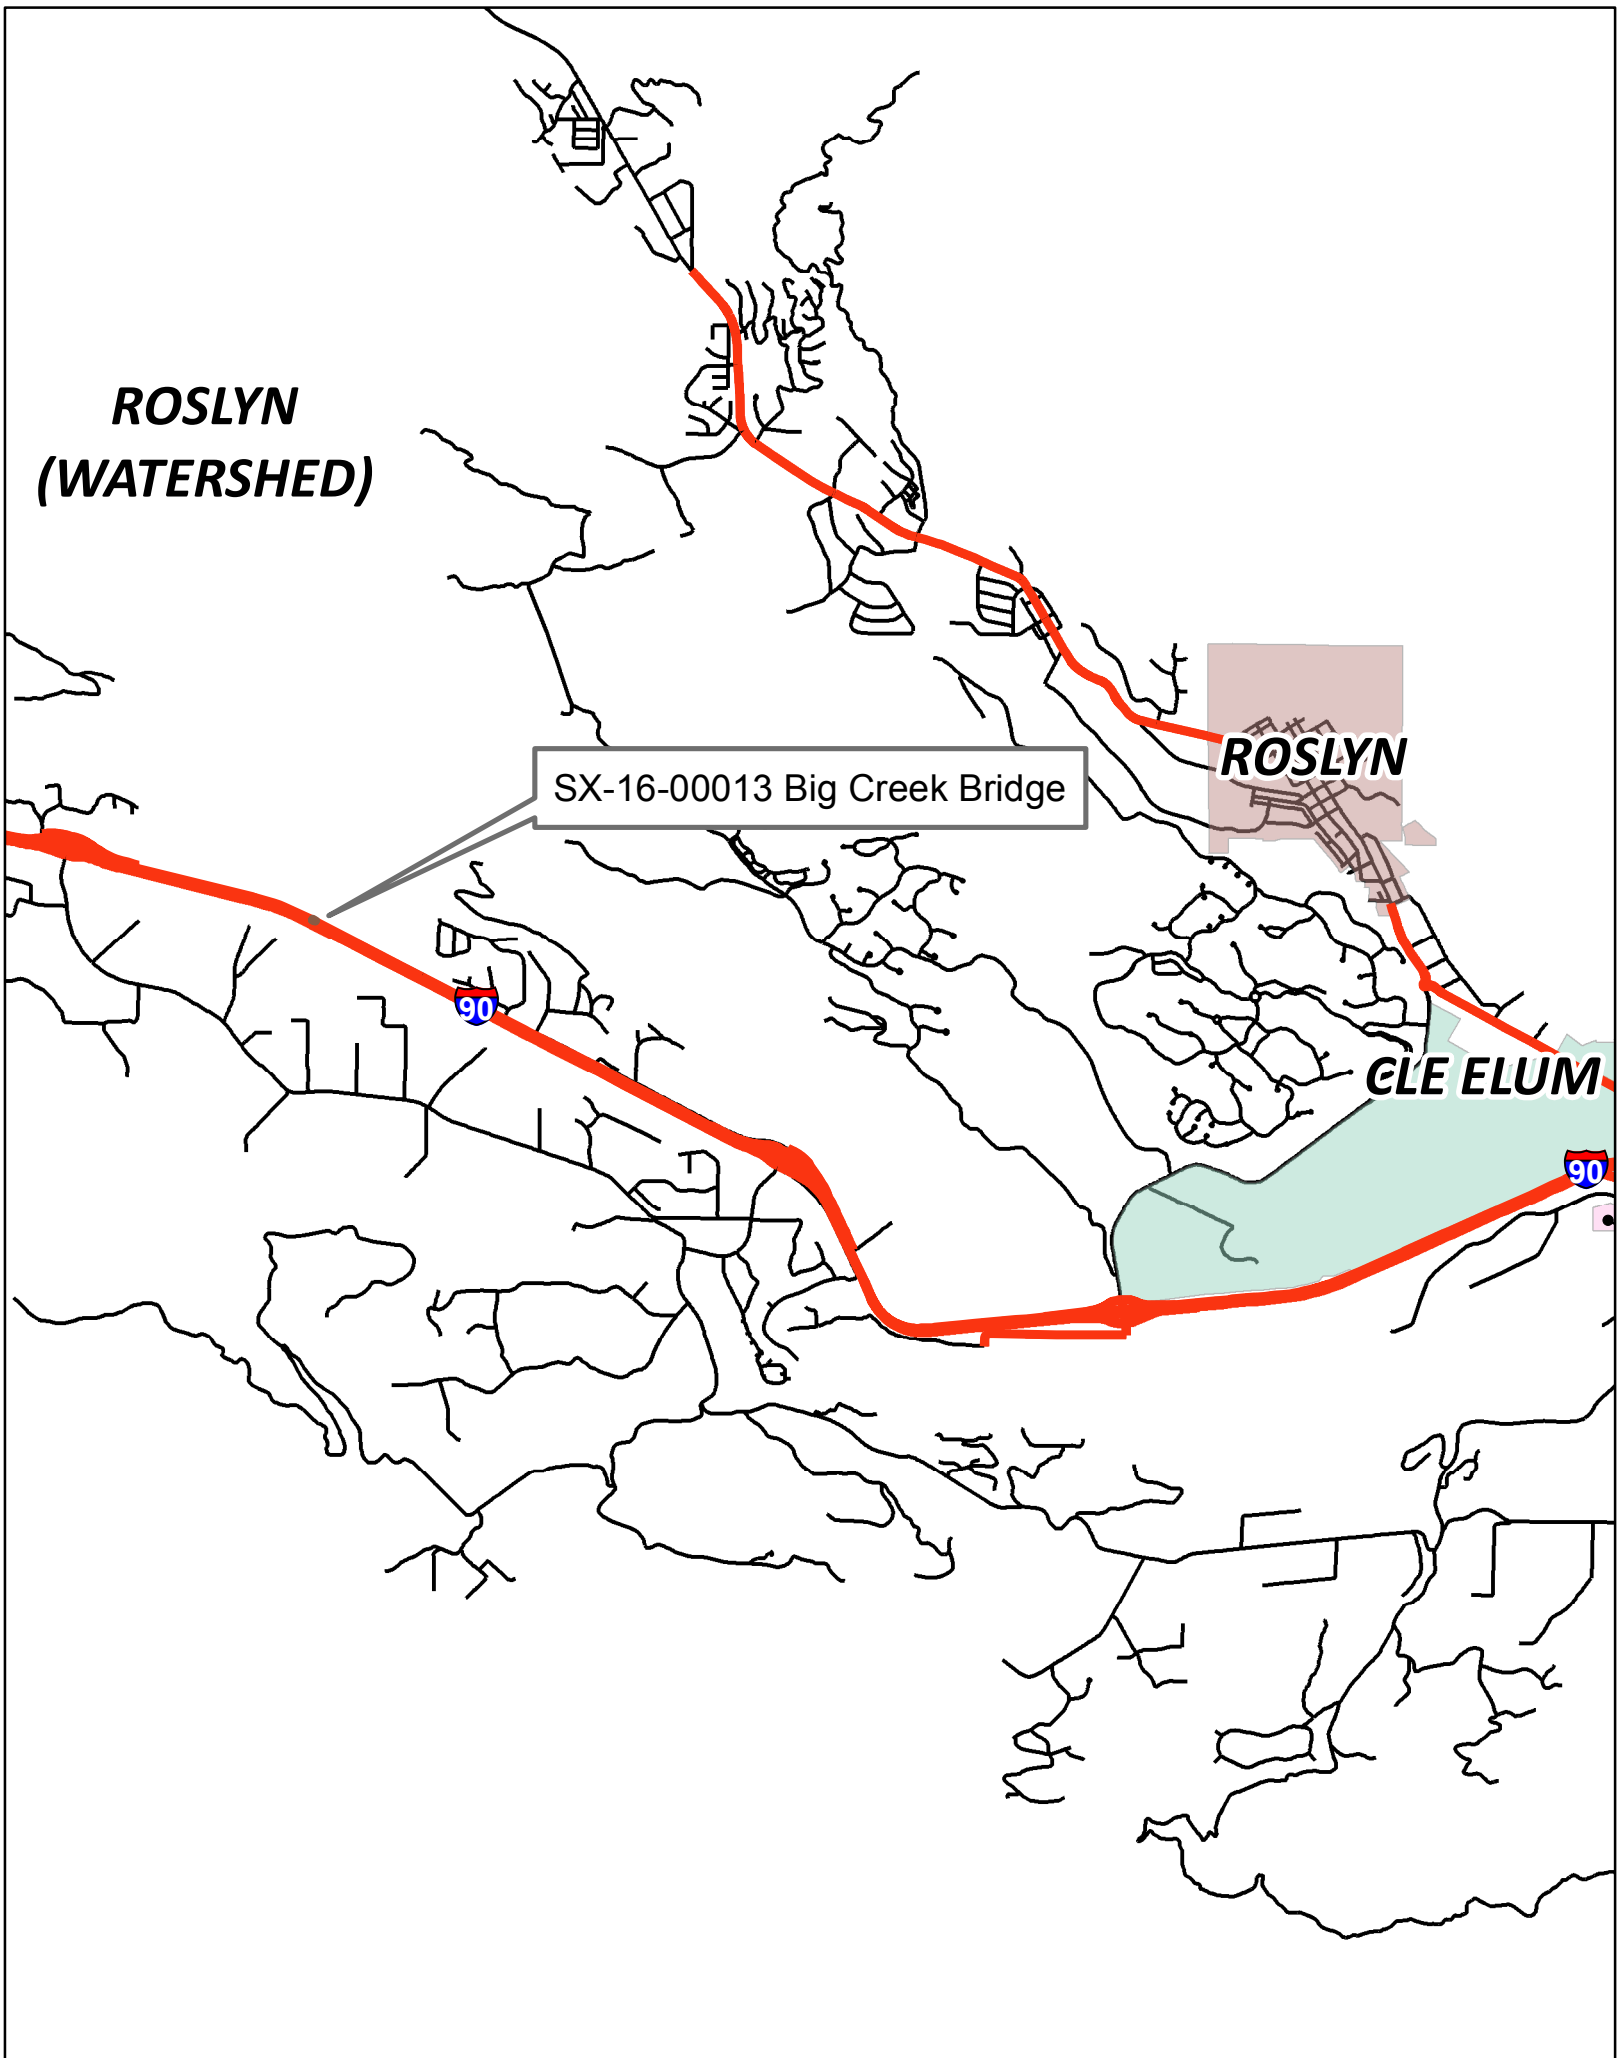 ROSLYN
(WATERSHED)
ROSLYN
SX-16-00013 Big Creek Bridge
90
CLE ELUM
90